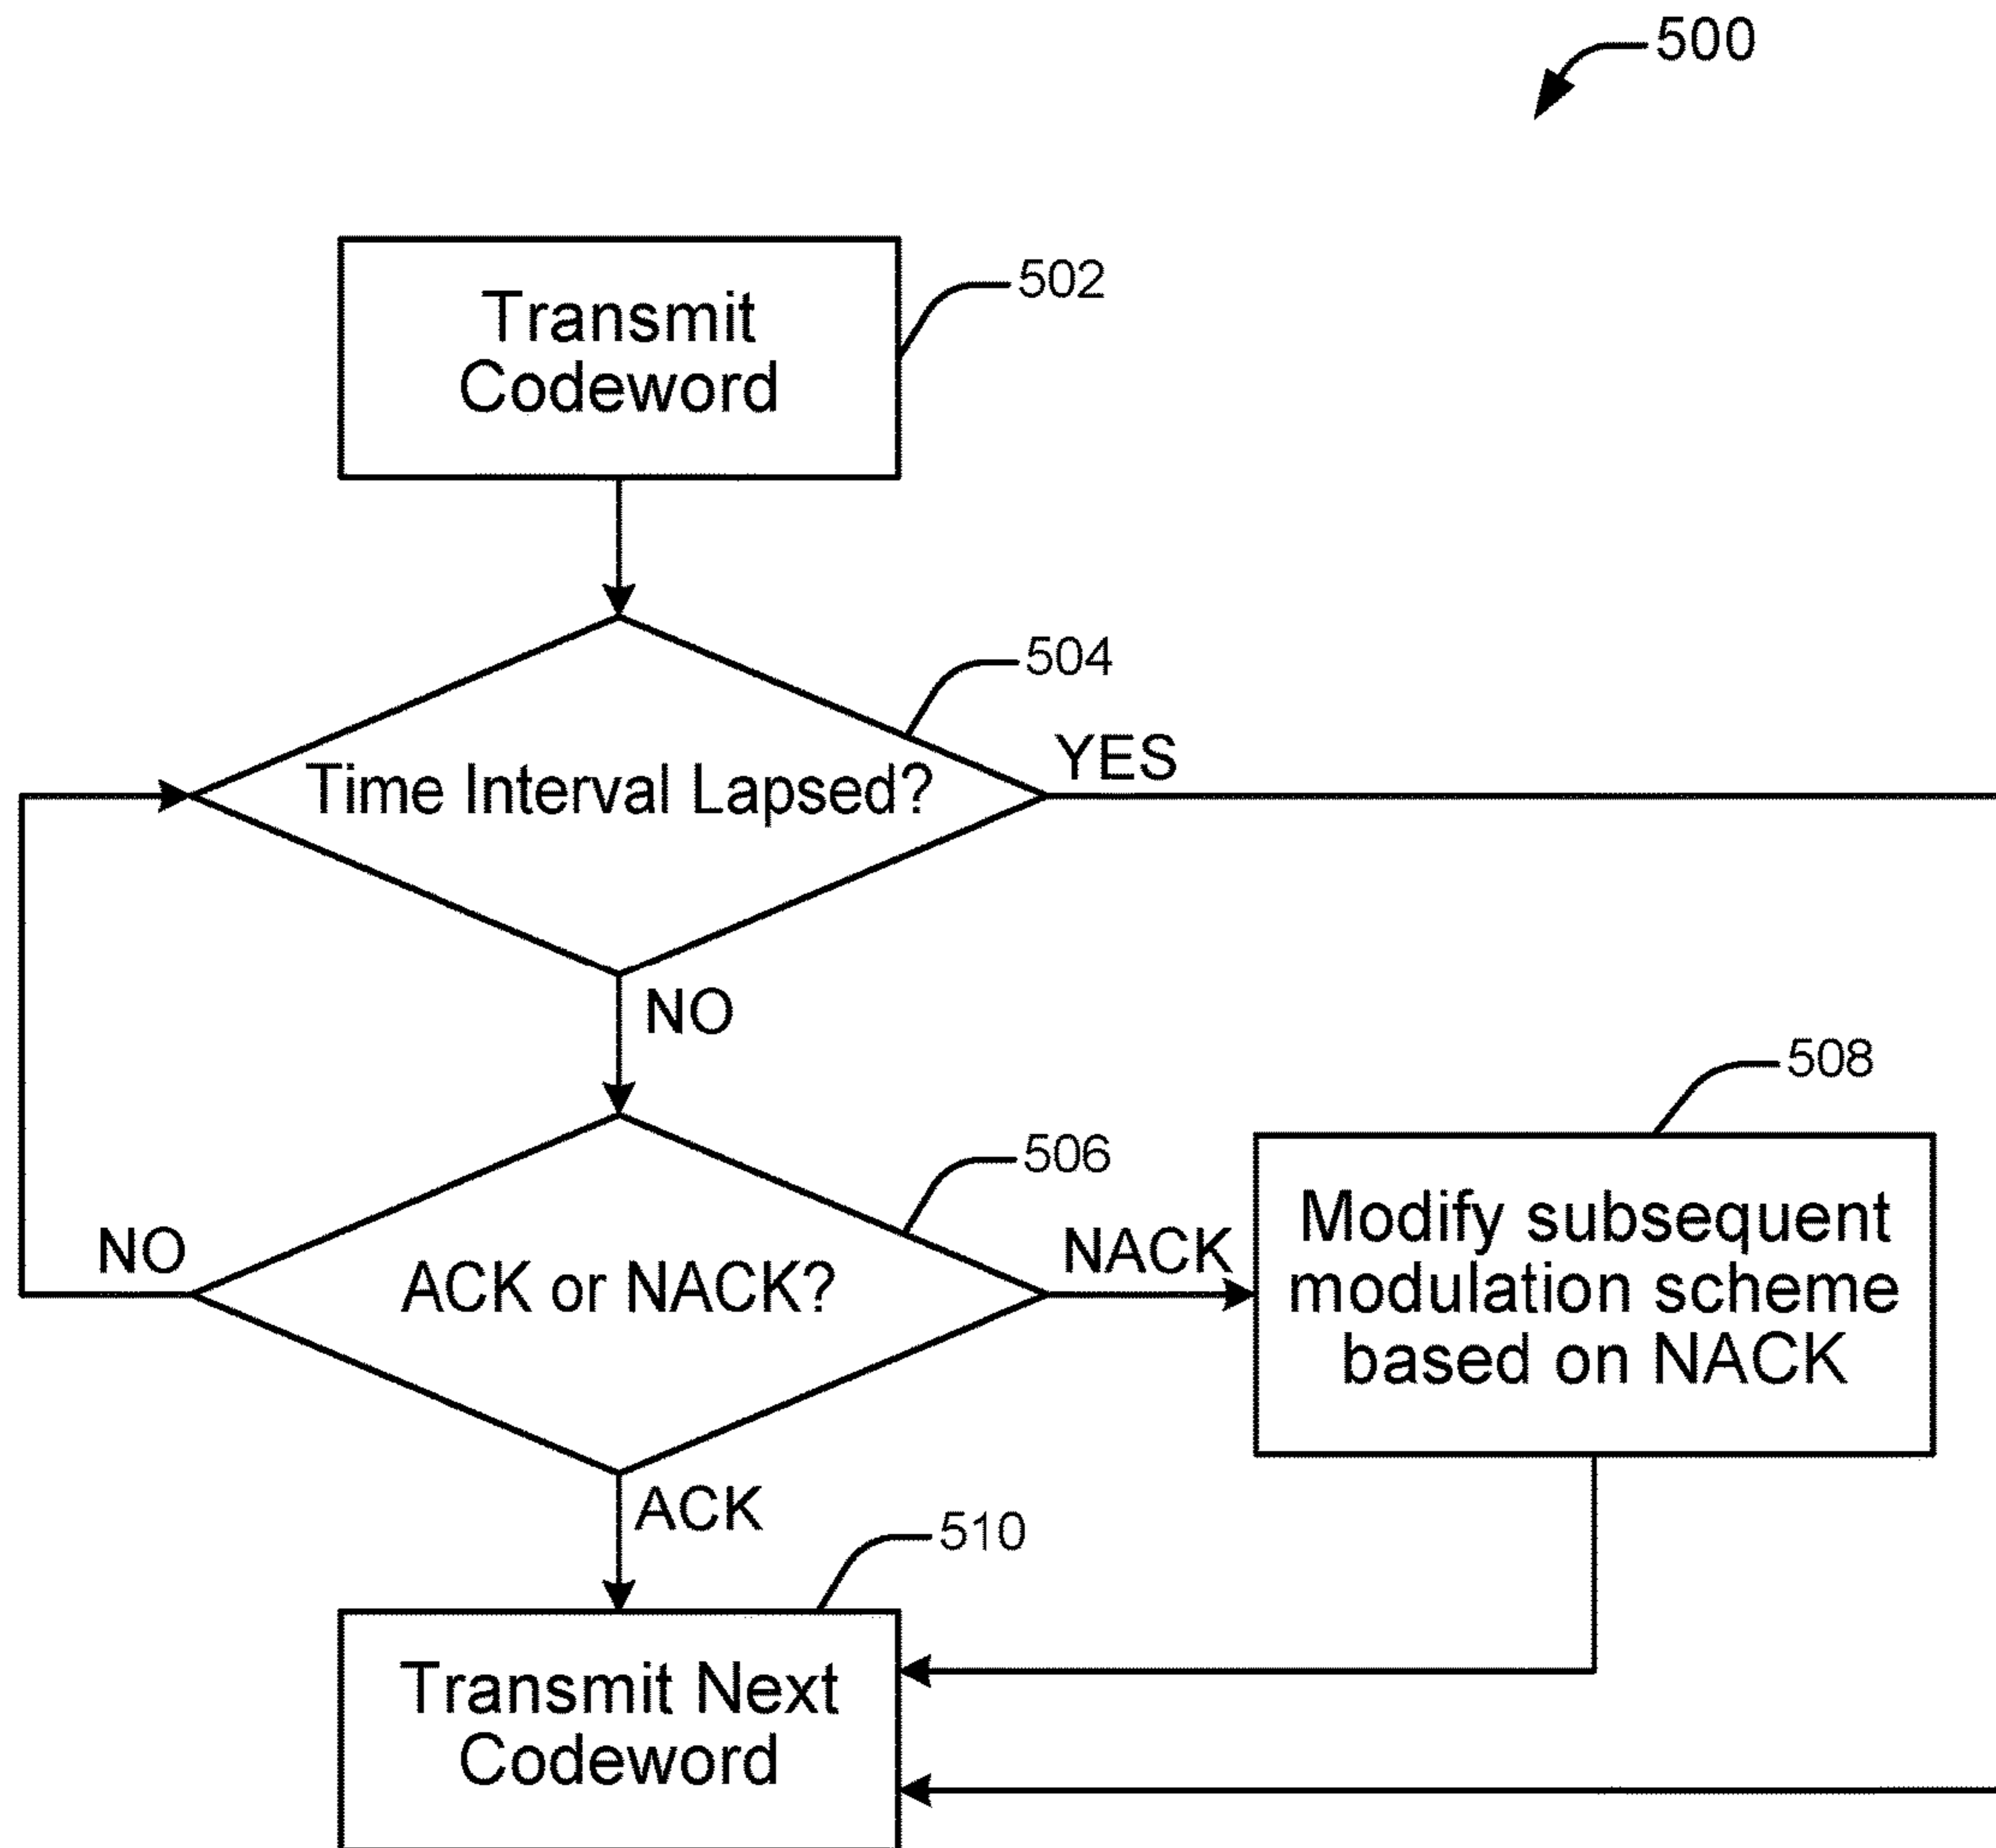 500
Transmit
Codeword
502
504
YES
Time Interval Lapsed?
NO
508
506
NO
ACK or NACK?
NACK
Modify subsequent
modulation scheme
based on NACK
ACK
510
Transmit Next
Codeword